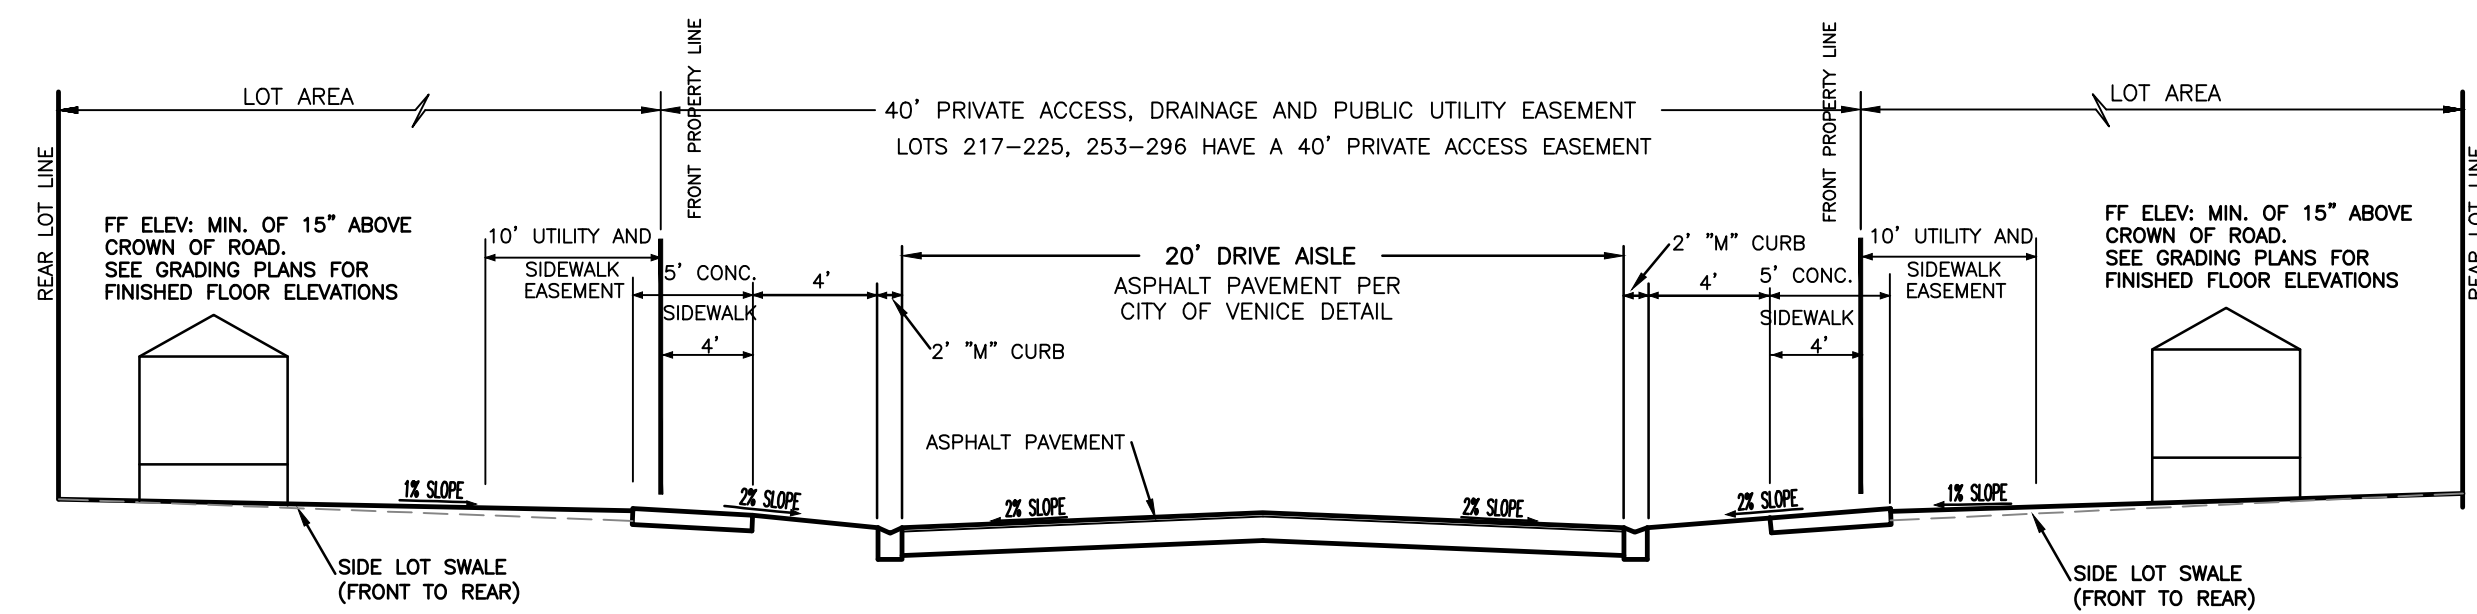 FRONT PROPERTY LINE
FRONT PROPERTY LINE
LOT AREA
LOT AREA
40' PRIVATE ACCESS, DRAINAGE AND PUBLIC UTILITY EASEMENT
LOTS 217-225, 253-296 HAVE A 40' PRIVATE ACCESS EASEMENT
REAR LOT LINE
REAR LOT LINE
FF ELEV: MIN. OF 15" ABOVE
CROWN OF ROAD.
SEE GRADING PLANS FOR
FINISHED FLOOR ELEVATIONS
10' UTILITY AND
SIDEWALK
EASEMENT
5' CONC.
SIDEWALK
4'
4'
2' "M" CURB
20' DRIVE AISLE
ASPHALT PAVEMENT PER
CITY OF VENICE DETAIL
2' "M" CURB
4'
5' CONC.
SIDEWALK
4'
10' UTILITY AND
SIDEWALK
EASEMENT
FF ELEV: MIN. OF 15" ABOVE
CROWN OF ROAD.
SEE GRADING PLANS FOR
FINISHED FLOOR ELEVATIONS
ASPHALT PAVEMENT
1% SLOPE
2% SLOPE
2% SLOPE
2% SLOPE
2% SLOPE
1% SLOPE
SIDE LOT SWALE
(FRONT TO REAR)
SIDE LOT SWALE
(FRONT TO REAR)